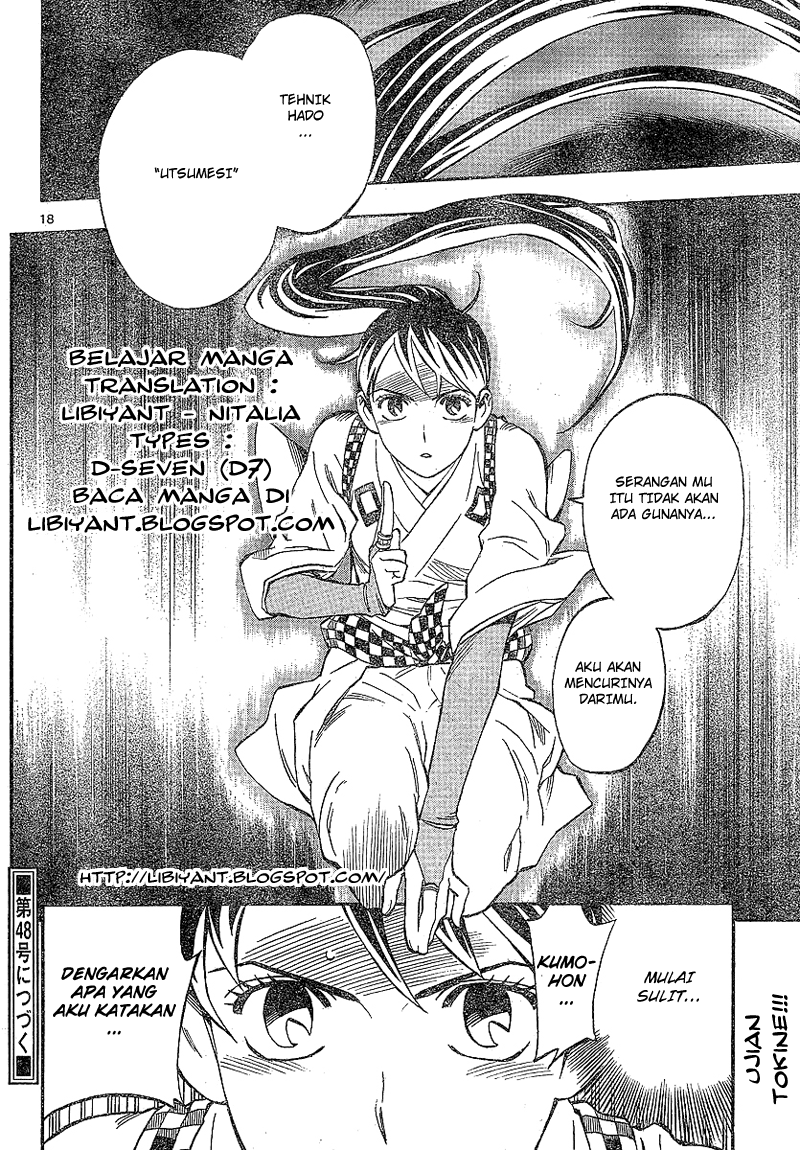 TEHNIK
HADO
...
"UTSUMESI"
18
BELAJAR MANGA
TRANSLATION :
LIBIYANT - NITALIA
TYPES :
D-SEVEN (D7)
BACA MANGA DI
LIBIYANT.BLOGSPOT.COM
SERANGAN MU
ITU TIDAK AKAN
ADA GUNANYA...
AKU AKAN
MENCURINYA
DARIMU.
HTTP://LIBIYANT.BLOGSPOT.COM/
MULAI
SULIT...
KUMO-
HON
...
DENGARKAN
APA YANG
AKU KATAKAN
...
UJIAN
TOKINE!!!
■第48号につづく■